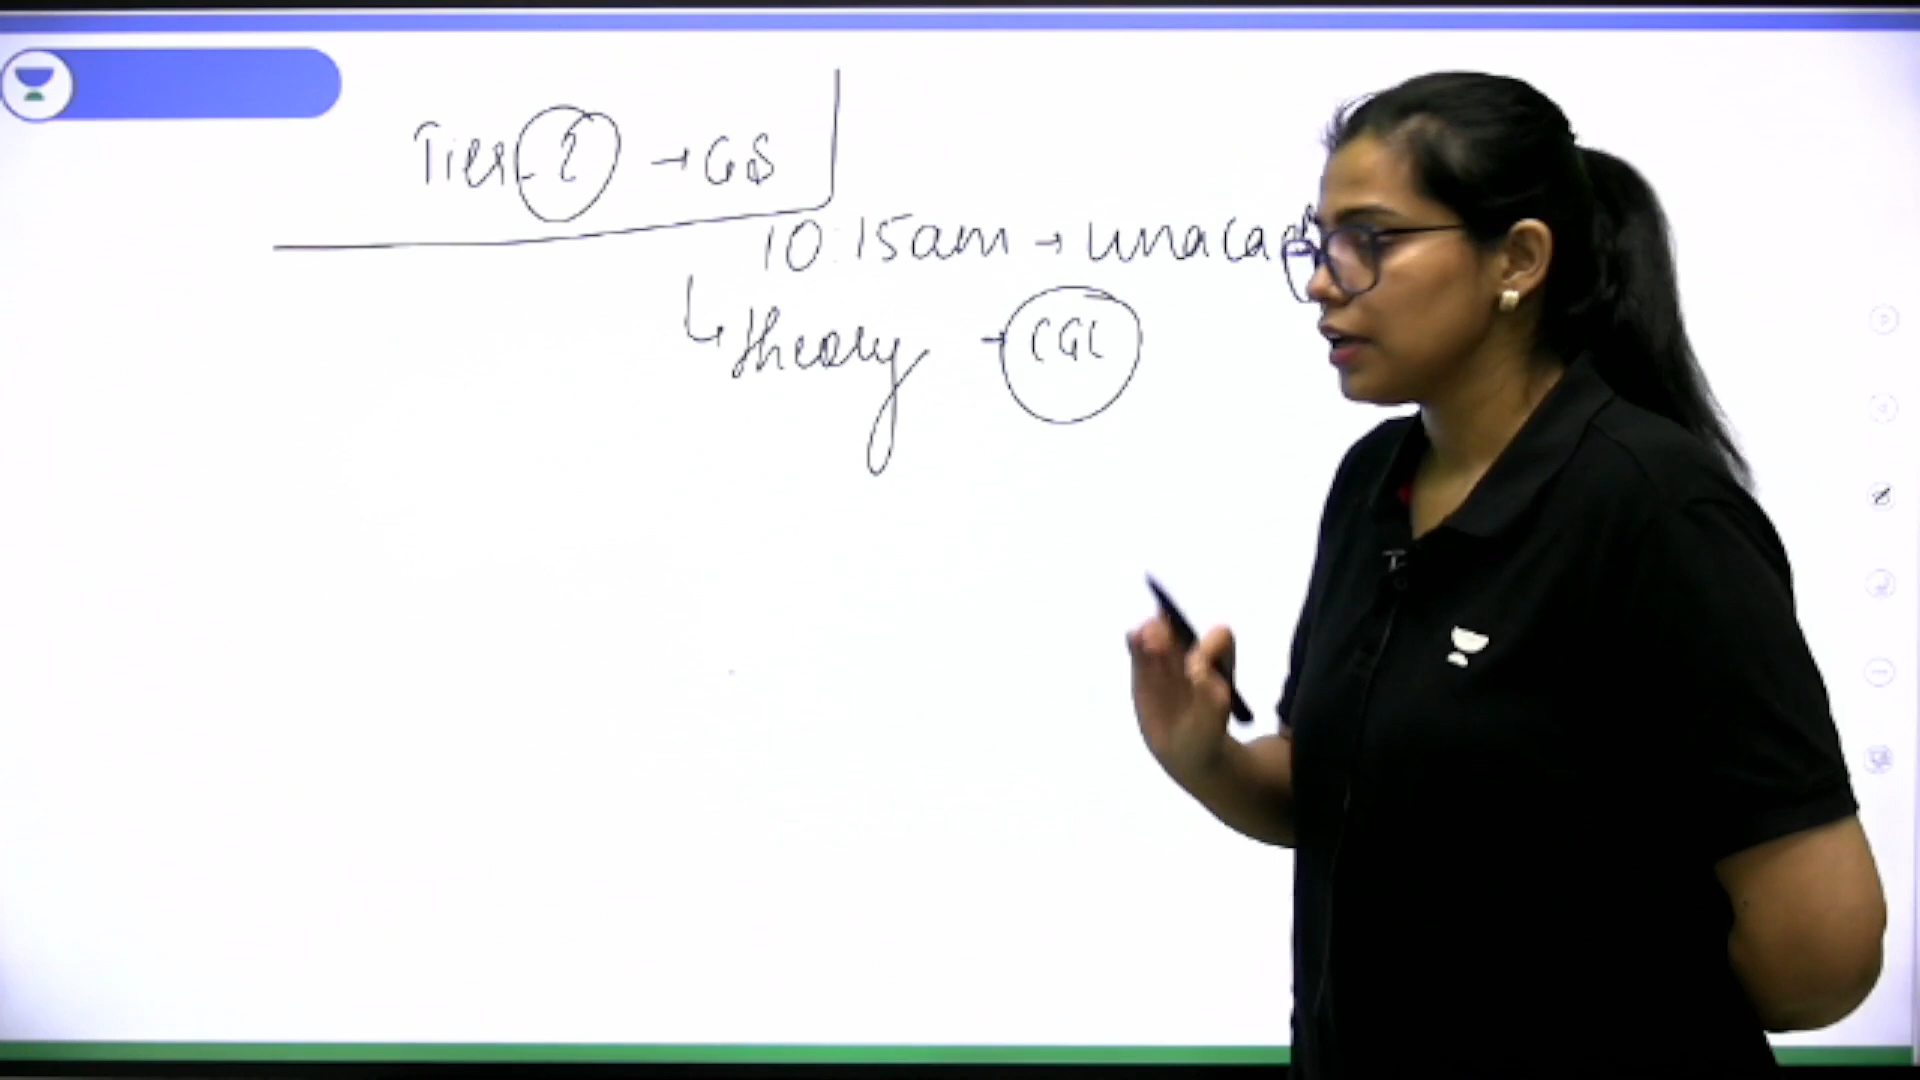 Tier-2 → GS
10:15am → unaca
↳ theory → CGL